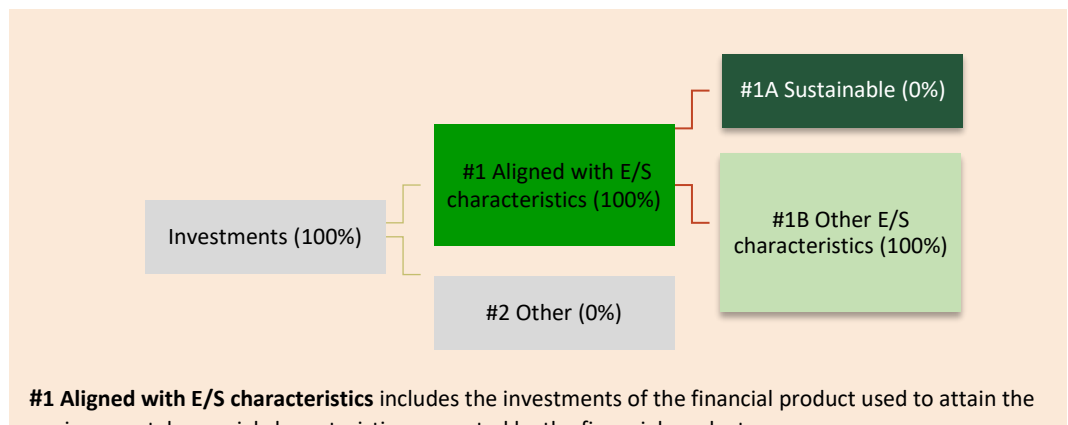 #1A Sustainable (0%)
#1 Aligned with E/S
characteristics (100%)
#1B Other E/S
characteristics (100%)
Investments (100%)
#2 Other (0%)
#1 Aligned with E/S characteristics includes the investments of the financial product used to attain the